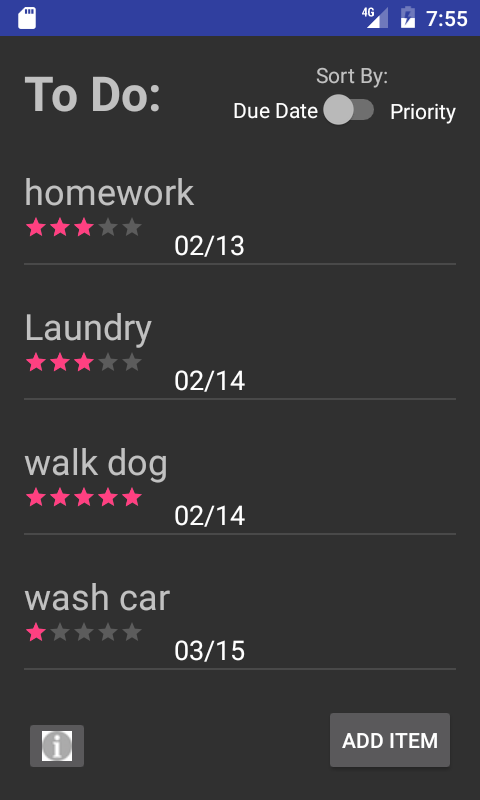 4G 7:55
To Do:
Sort By:
Due Date Priority
homework
02/13
Laundry
02/14
walk dog
02/14
wash car
03/15
i ADD ITEM